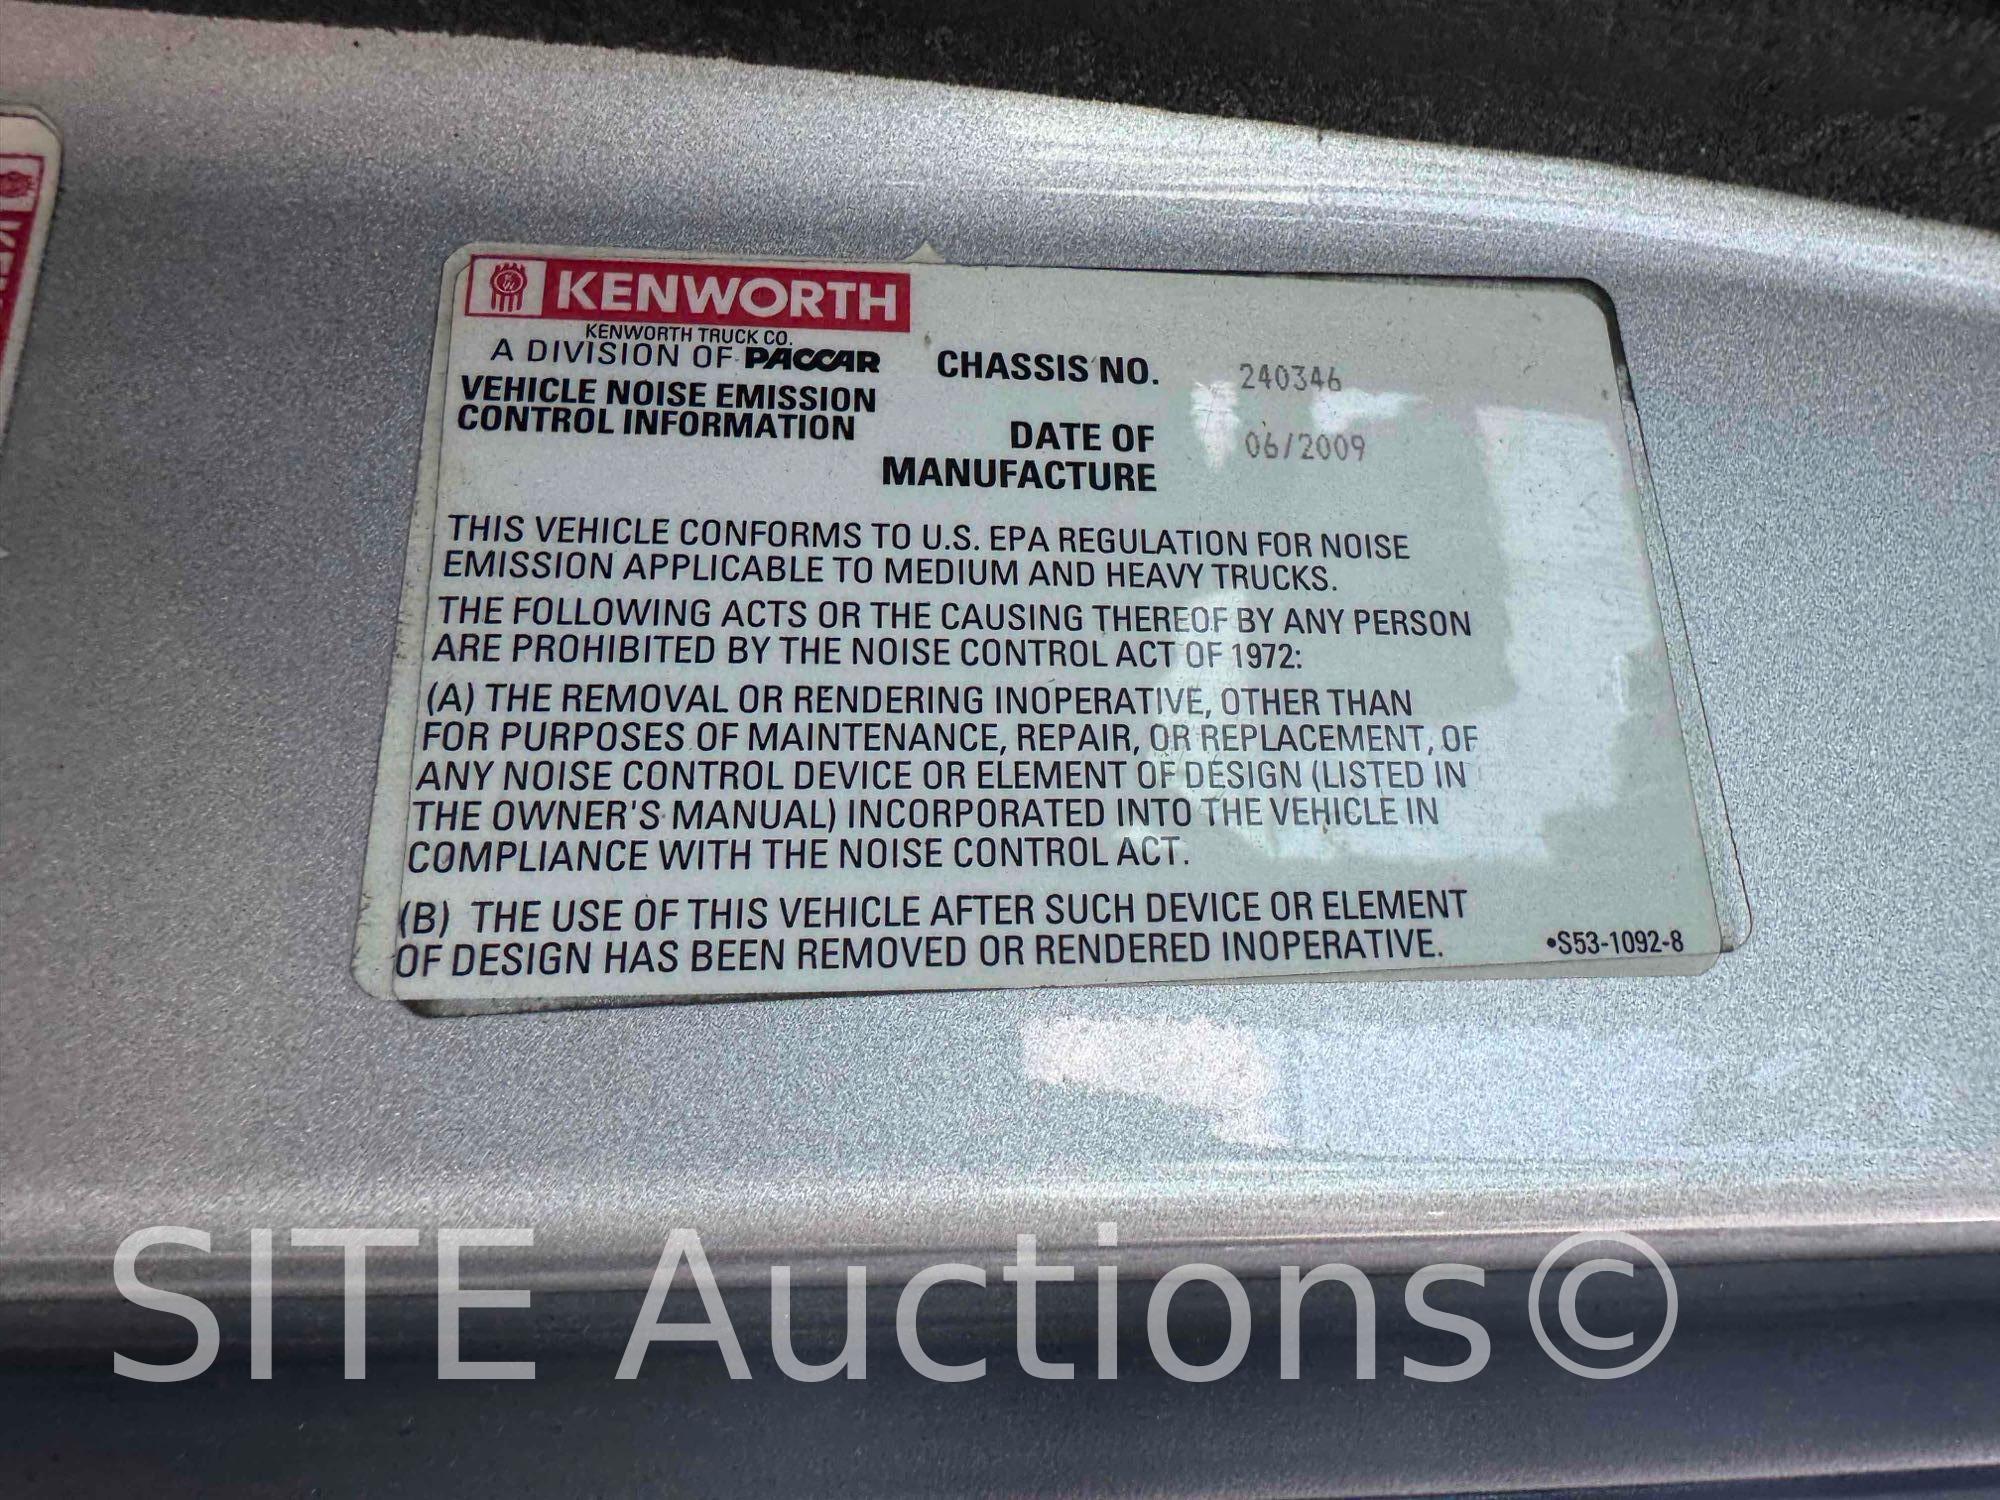 KENWORTH
KENWORTH TRUCK CO.
A DIVISION OF PACCAR
VEHICLE NOISE EMISSION
CONTROL INFORMATION
CHASSIS NO. 240346
DATE OF
MANUFACTURE 06/2009
THIS VEHICLE CONFORMS TO U.S. EPA REGULATION FOR NOISE
EMISSION APPLICABLE TO MEDIUM AND HEAVY TRUCKS.
THE FOLLOWING ACTS OR THE CAUSING THEREOF BY ANY PERSON
ARE PROHIBITED BY THE NOISE CONTROL ACT OF 1972:
(A) THE REMOVAL OR RENDERING INOPERATIVE, OTHER THAN
FOR PURPOSES OF MAINTENANCE, REPAIR, OR REPLACEMENT, OF
ANY NOISE CONTROL DEVICE OR ELEMENT OF DESIGN (LISTED IN
THE OWNER'S MANUAL) INCORPORATED INTO THE VEHICLE IN
COMPLIANCE WITH THE NOISE CONTROL ACT.
(B) THE USE OF THIS VEHICLE AFTER SUCH DEVICE OR ELEMENT
OF DESIGN HAS BEEN REMOVED OR RENDERED INOPERATIVE.
•S53-1092-8
SITE Auctions©